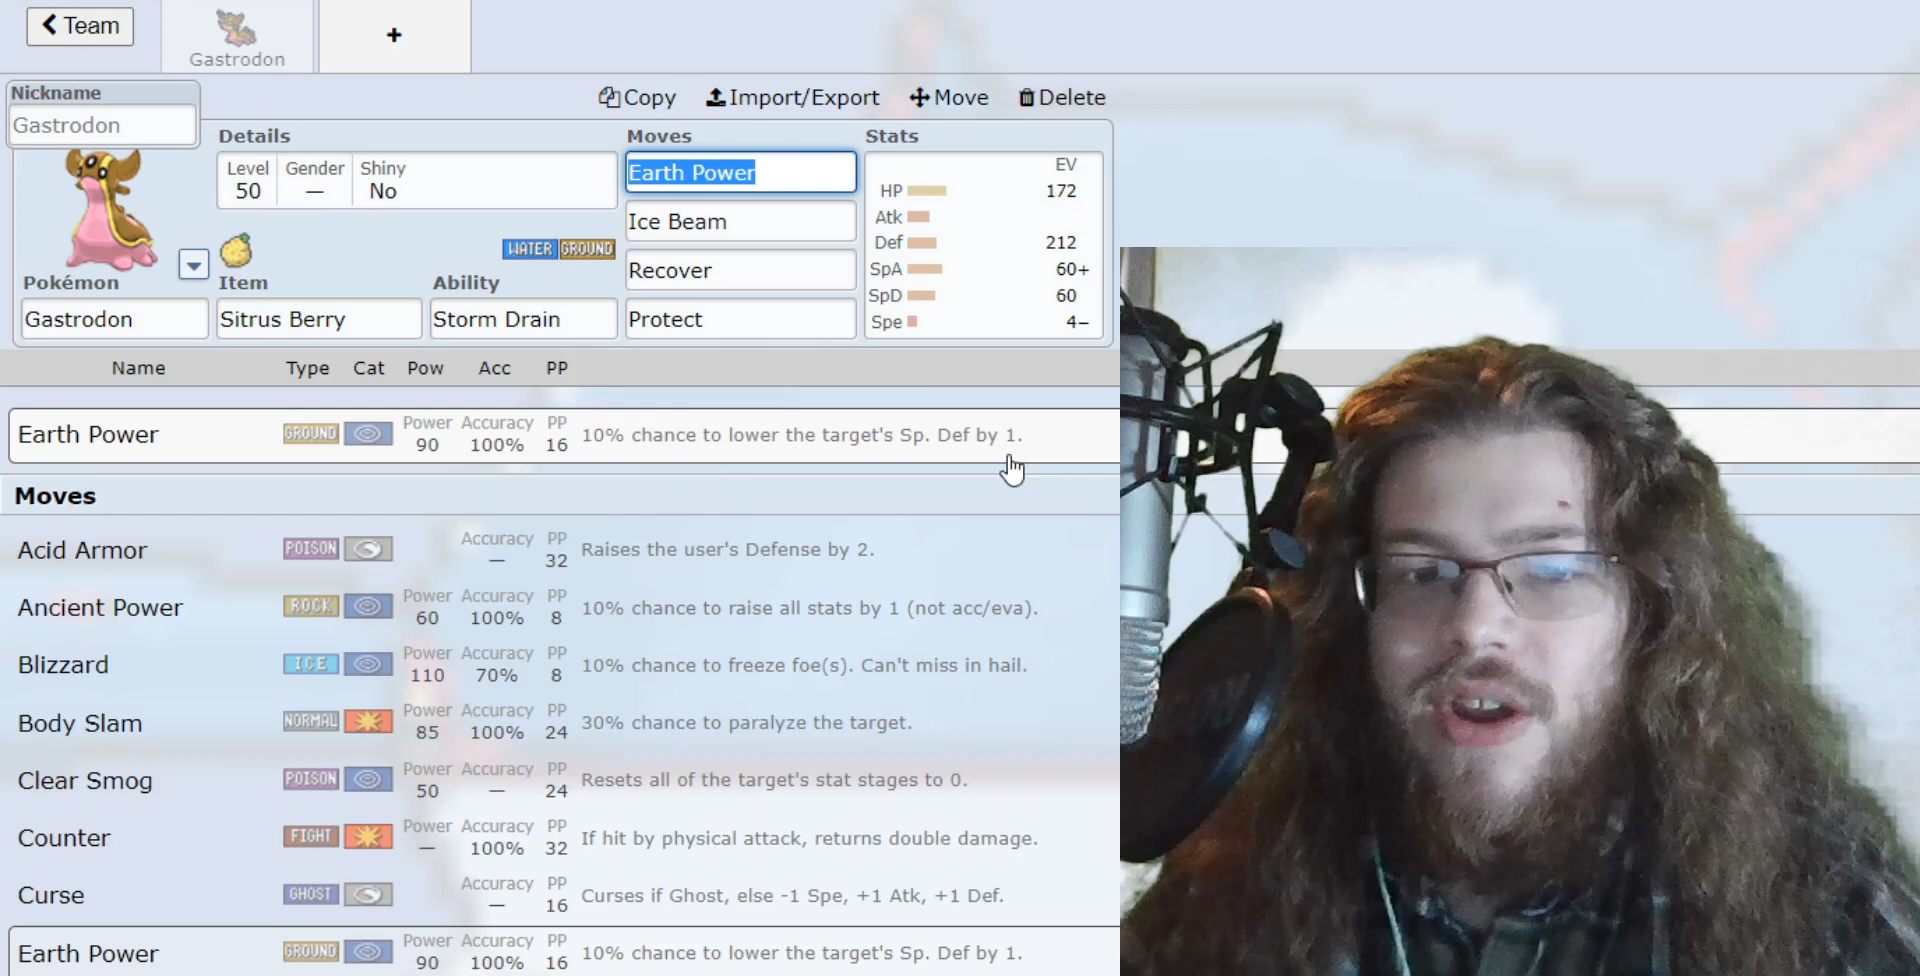 Team
Gastrodon
+
Nickname
Gastrodon
Copy
Import/Export
Move
Delete
Details
Level
50
Gender
—
Shiny
No
WATER GROUND
Pokémon
Gastrodon
Item
Sitrus Berry
Ability
Storm Drain
Moves
Earth Power
Ice Beam
Recover
Protect
Stats
EV
HP 172
Atk
Def 212
SpA 60+
SpD 60
Spe 4−
Name Type Cat Pow Acc PP
Earth Power GROUND Power 90 Accuracy 100% PP 16 10% chance to lower the target's Sp. Def by 1.
Moves
Acid Armor POISON Accuracy — PP 32 Raises the user's Defense by 2.
Ancient Power ROCK Power 60 Accuracy 100% PP 8 10% chance to raise all stats by 1 (not acc/eva).
Blizzard ICE Power 110 Accuracy 70% PP 8 10% chance to freeze foe(s). Can't miss in hail.
Body Slam NORMAL Power 85 Accuracy 100% PP 24 30% chance to paralyze the target.
Clear Smog POISON Power 50 Accuracy — PP 24 Resets all of the target's stat stages to 0.
Counter FIGHT Power — Accuracy 100% PP 32 If hit by physical attack, returns double damage.
Curse GHOST Accuracy — PP 16 Curses if Ghost, else -1 Spe, +1 Atk, +1 Def.
Earth Power GROUND Power 90 Accuracy 100% PP 16 10% chance to lower the target's Sp. Def by 1.